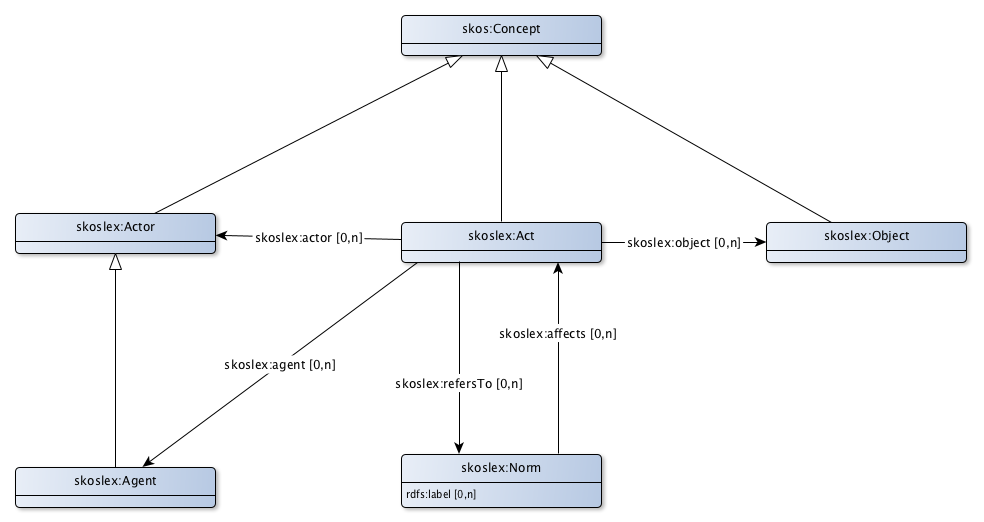 skos:Concept
skoslex:Actor
skoslex:actor [0,n]
skoslex:Act
skoslex:object [0,n]
skoslex:Object
skoslex:affects [0,n]
skoslex:agent [0,n]
skoslex:refersTo [0,n]
skoslex:Agent
skoslex:Norm
rdfs:label [0,n]